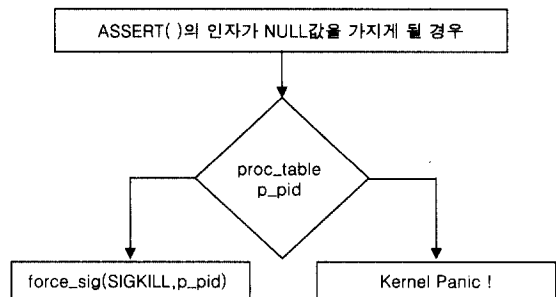 ASSERT( )의 인자가 NULL값을 가지게 될 경우
proc_table
p_pid
force_sig(SIGKILL,p_pid)
Kernel Panic !